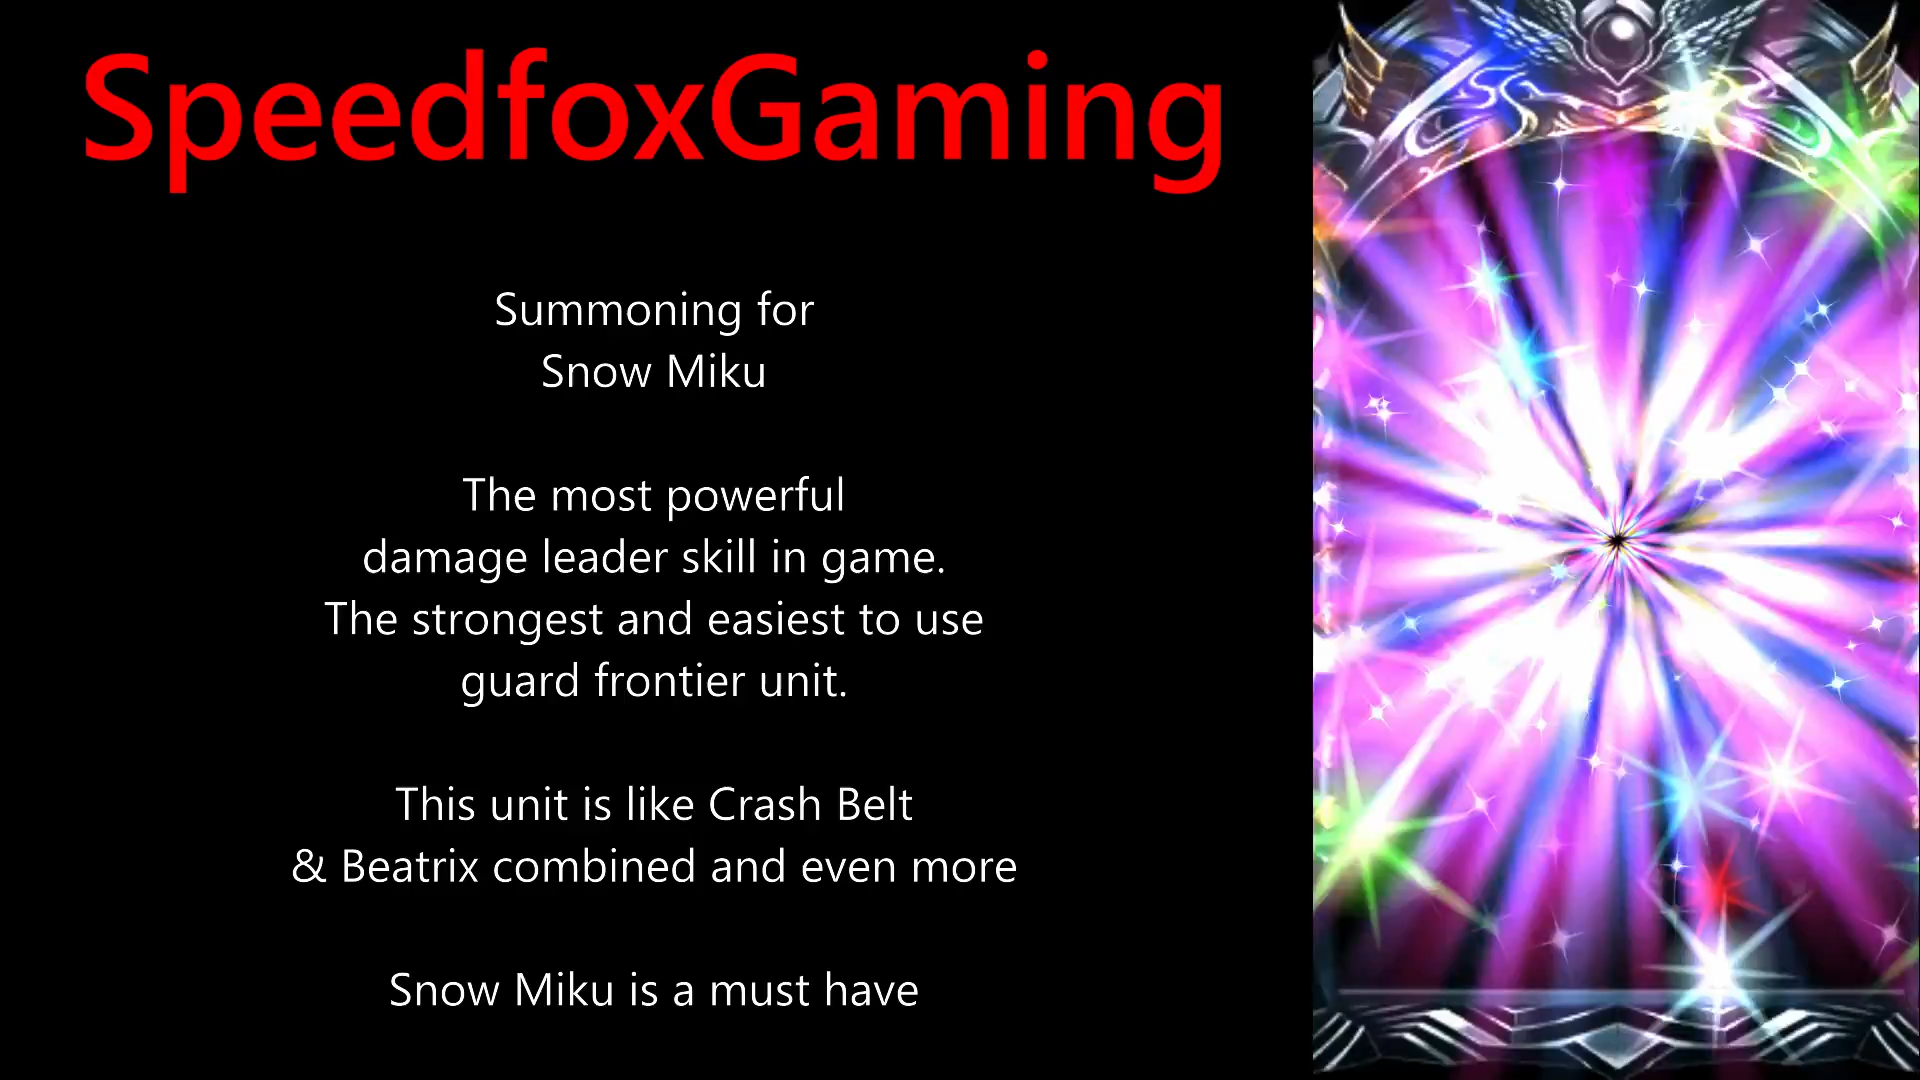 SpeedfoxGaming
Summoning for
Snow Miku
The most powerful
damage leader skill in game.
The strongest and easiest to use
guard frontier unit.
This unit is like Crash Belt
& Beatrix combined and even more
Snow Miku is a must have